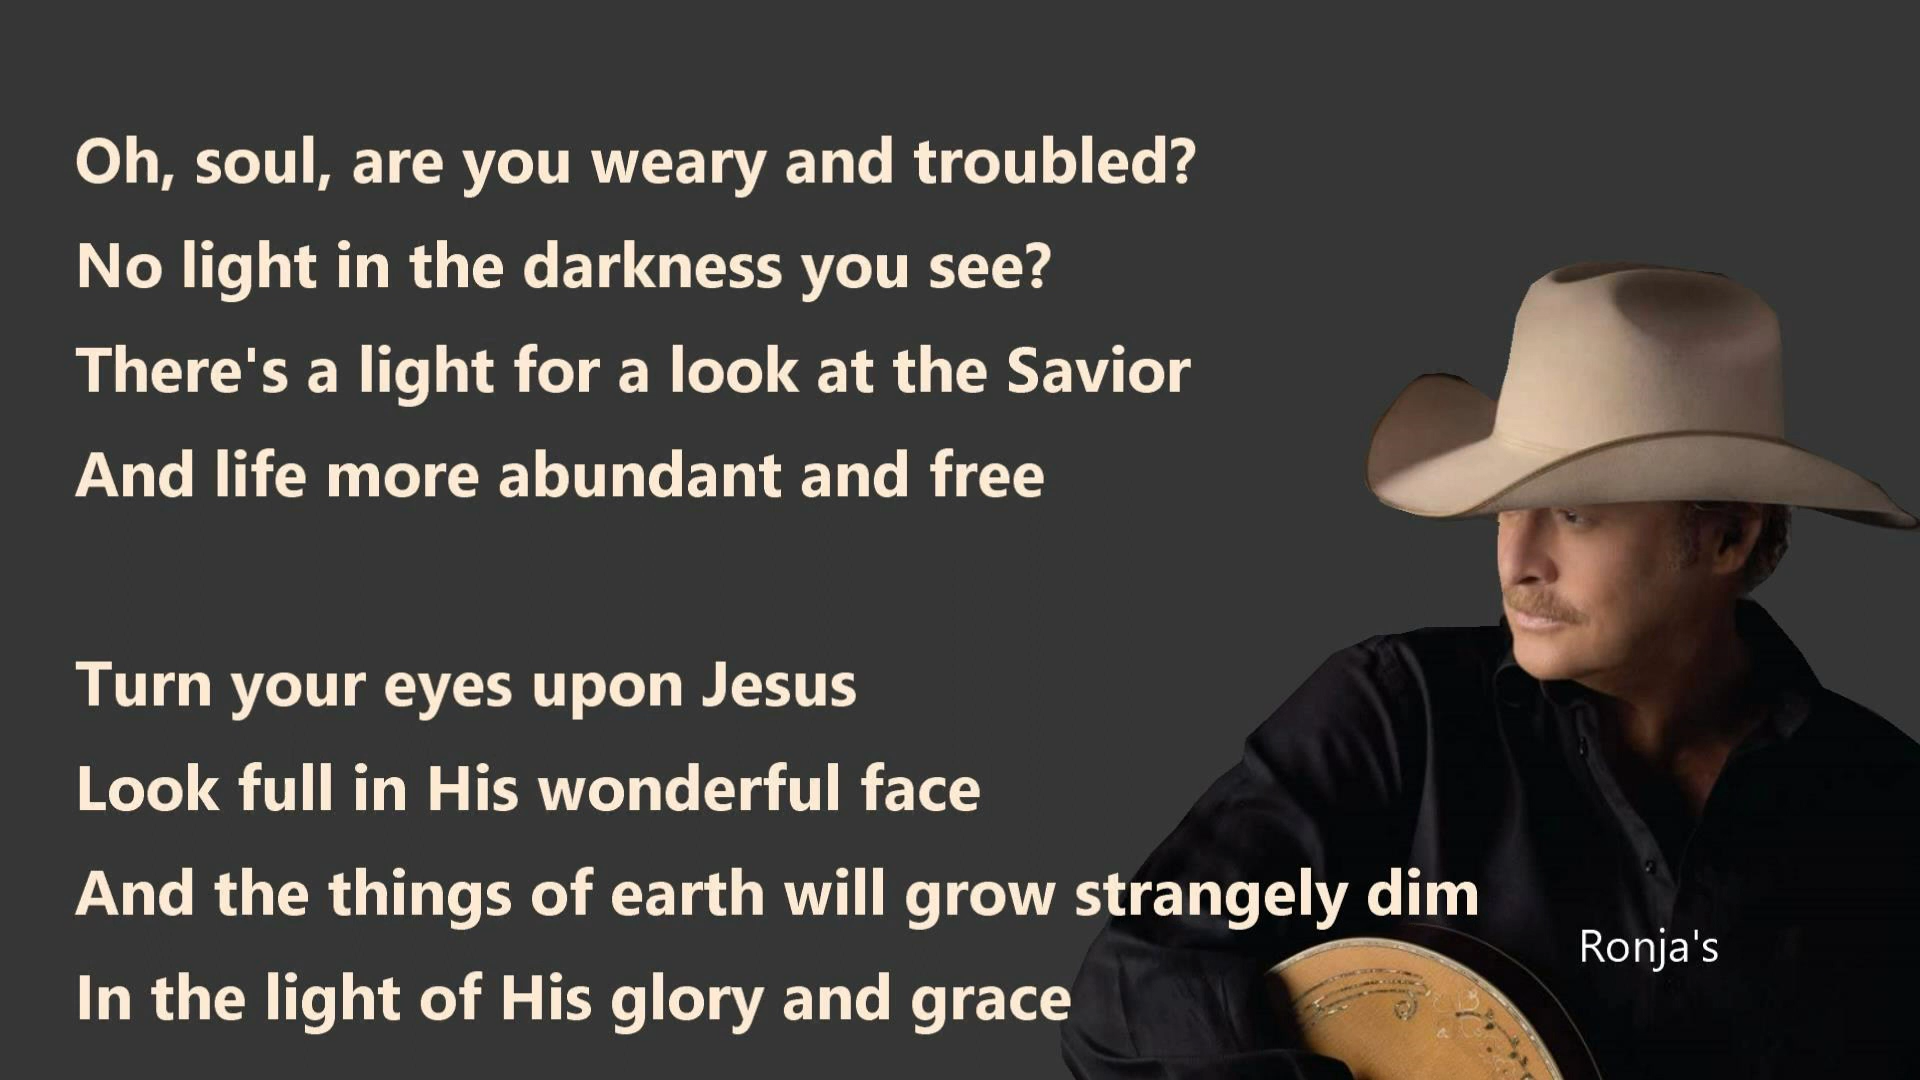 Oh, soul, are you weary and troubled?
No light in the darkness you see?
There's a light for a look at the Savior
And life more abundant and free
Turn your eyes upon Jesus
Look full in His wonderful face
And the things of earth will grow strangely dim
In the light of His glory and grace
Ronja's